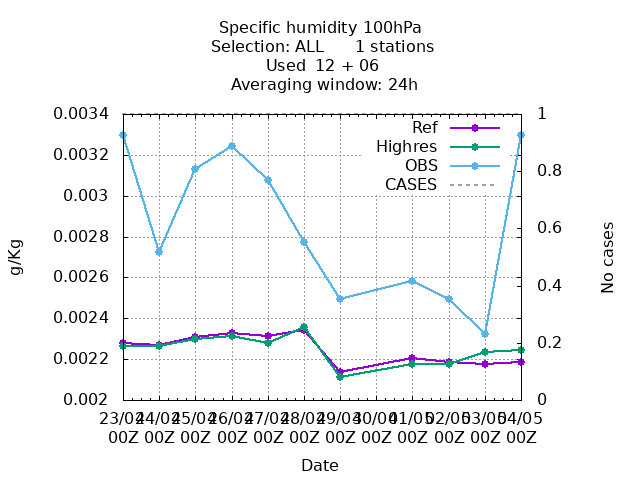 Specific humidity 100hPa
Selection: ALL 1 stations
Used 12 + 06
Averaging window: 24h
0.0034
0.0032
0.003
0.0028
0.0026
0.0024
0.0022
0.002
g/Kg
Ref
Highres
OBS
CASES
1
0.8
0.6
0.4
0.2
0
No cases
23/04 24/04 25/04 26/04 27/04 28/04 29/04 30/04 01/05 02/05 03/05 04/05
00Z 00Z 00Z 00Z 00Z 00Z 00Z 00Z 00Z 00Z 00Z 00Z
Date